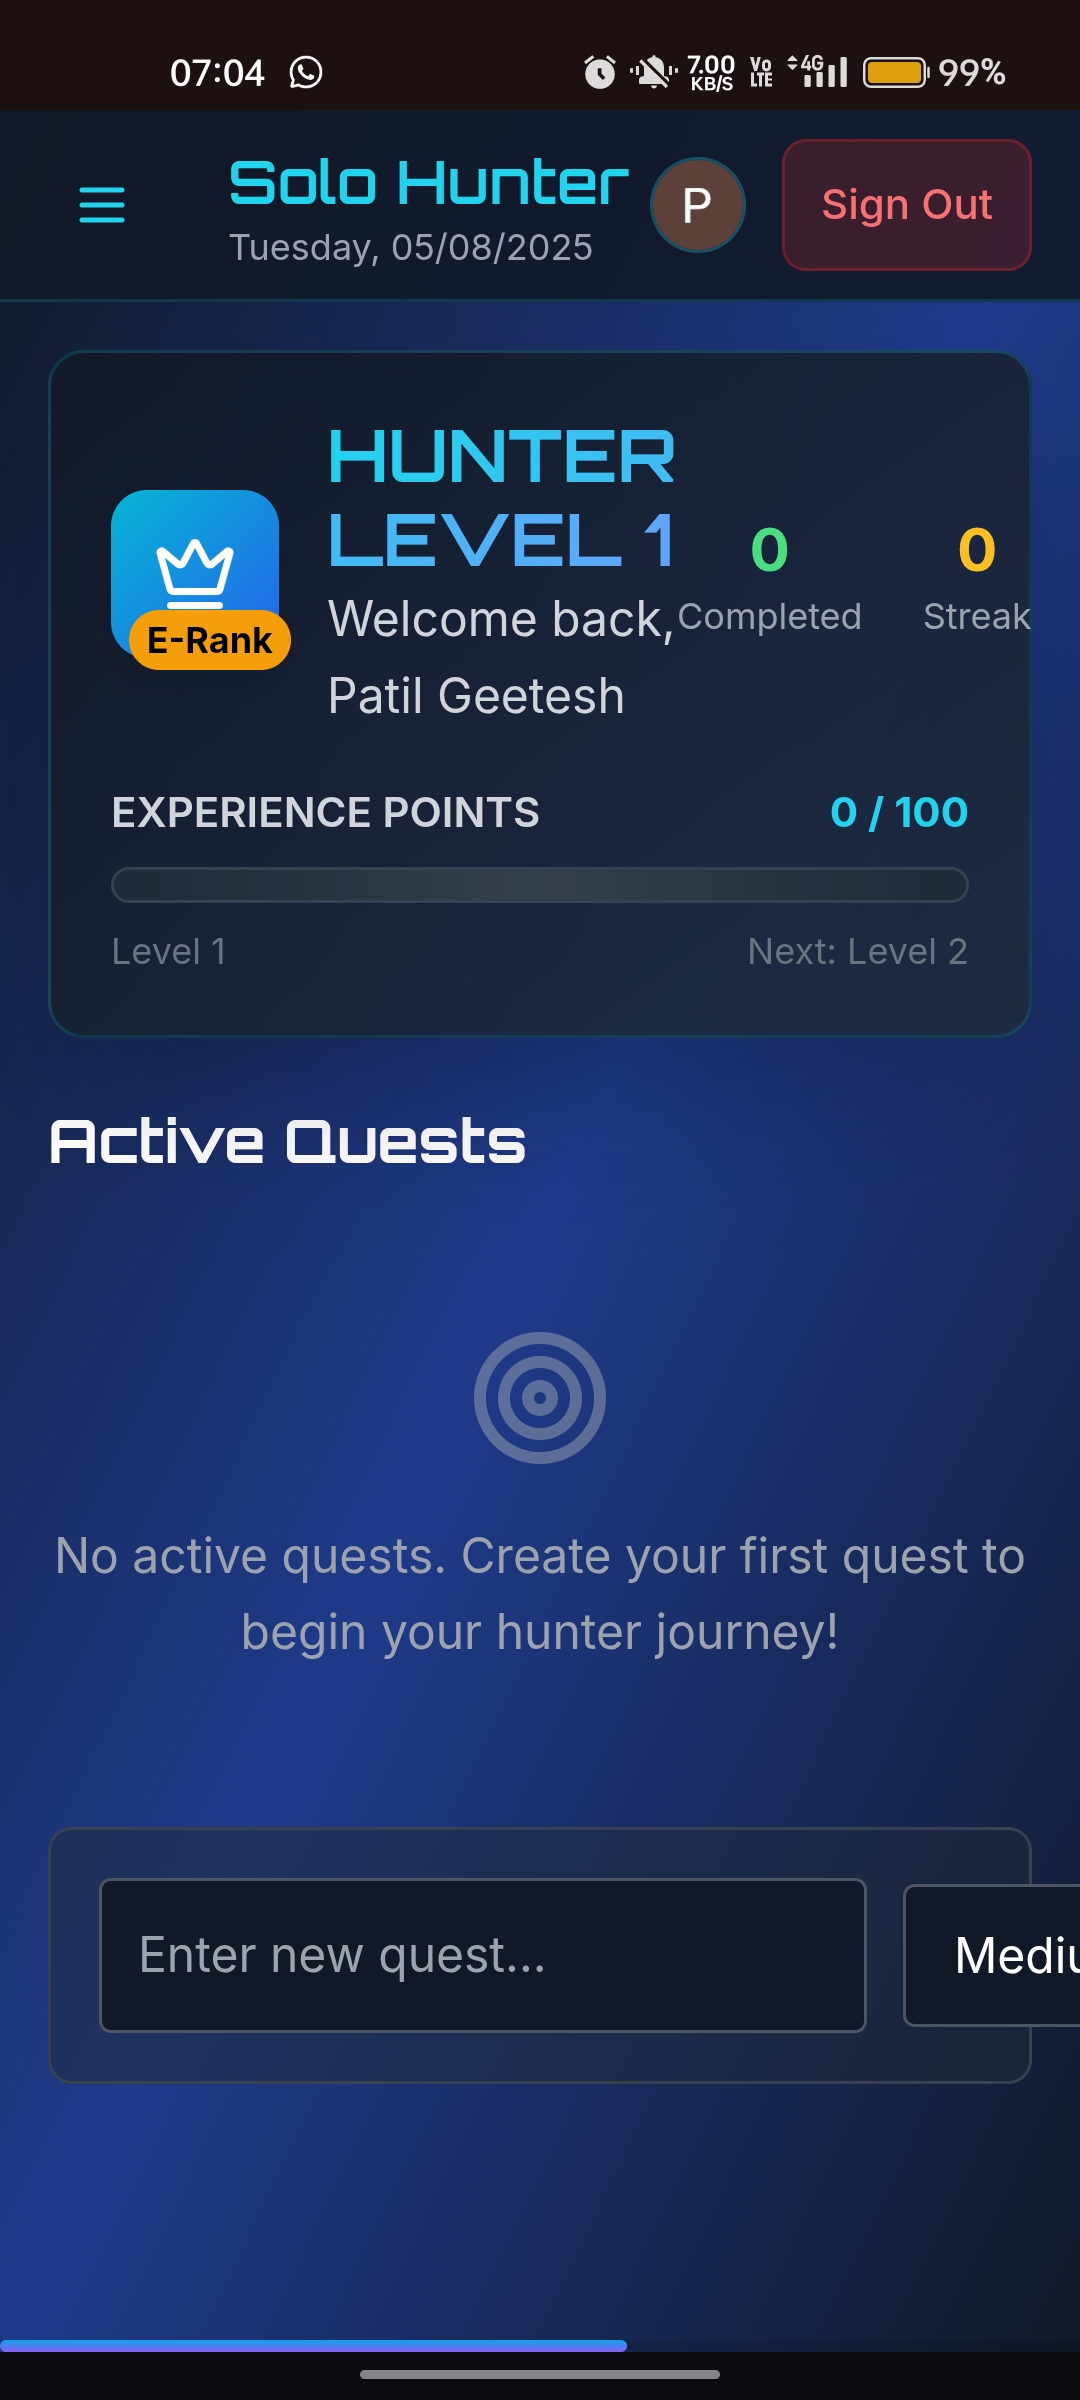 07:04
7.00 KB/S
Vo LTE
4G
99%
Solo Hunter
Tuesday, 05/08/2025
P
Sign Out
HUNTER
LEVEL 1
Welcome back,
Patil Geetesh
E-Rank
0
Completed
0
Streak
EXPERIENCE POINTS
0 / 100
Level 1
Next: Level 2
Active Quests
No active quests. Create your first quest to
begin your hunter journey!
Enter new quest...